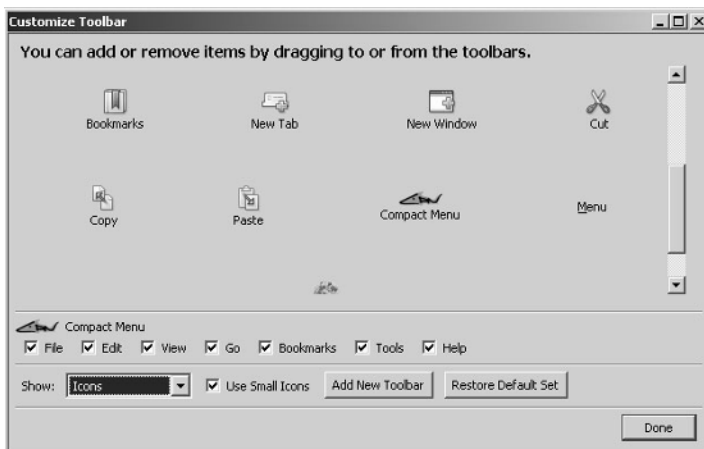 Customize Toolbar
You can add or remove items by dragging to or from the toolbars.
Bookmarks New Tab New Window Cut
Copy Paste Compact Menu Menu
Compact Menu
File Edit View Go Bookmarks Tools Help
Show: Icons Use Small Icons Add New Toolbar Restore Default Set
Done